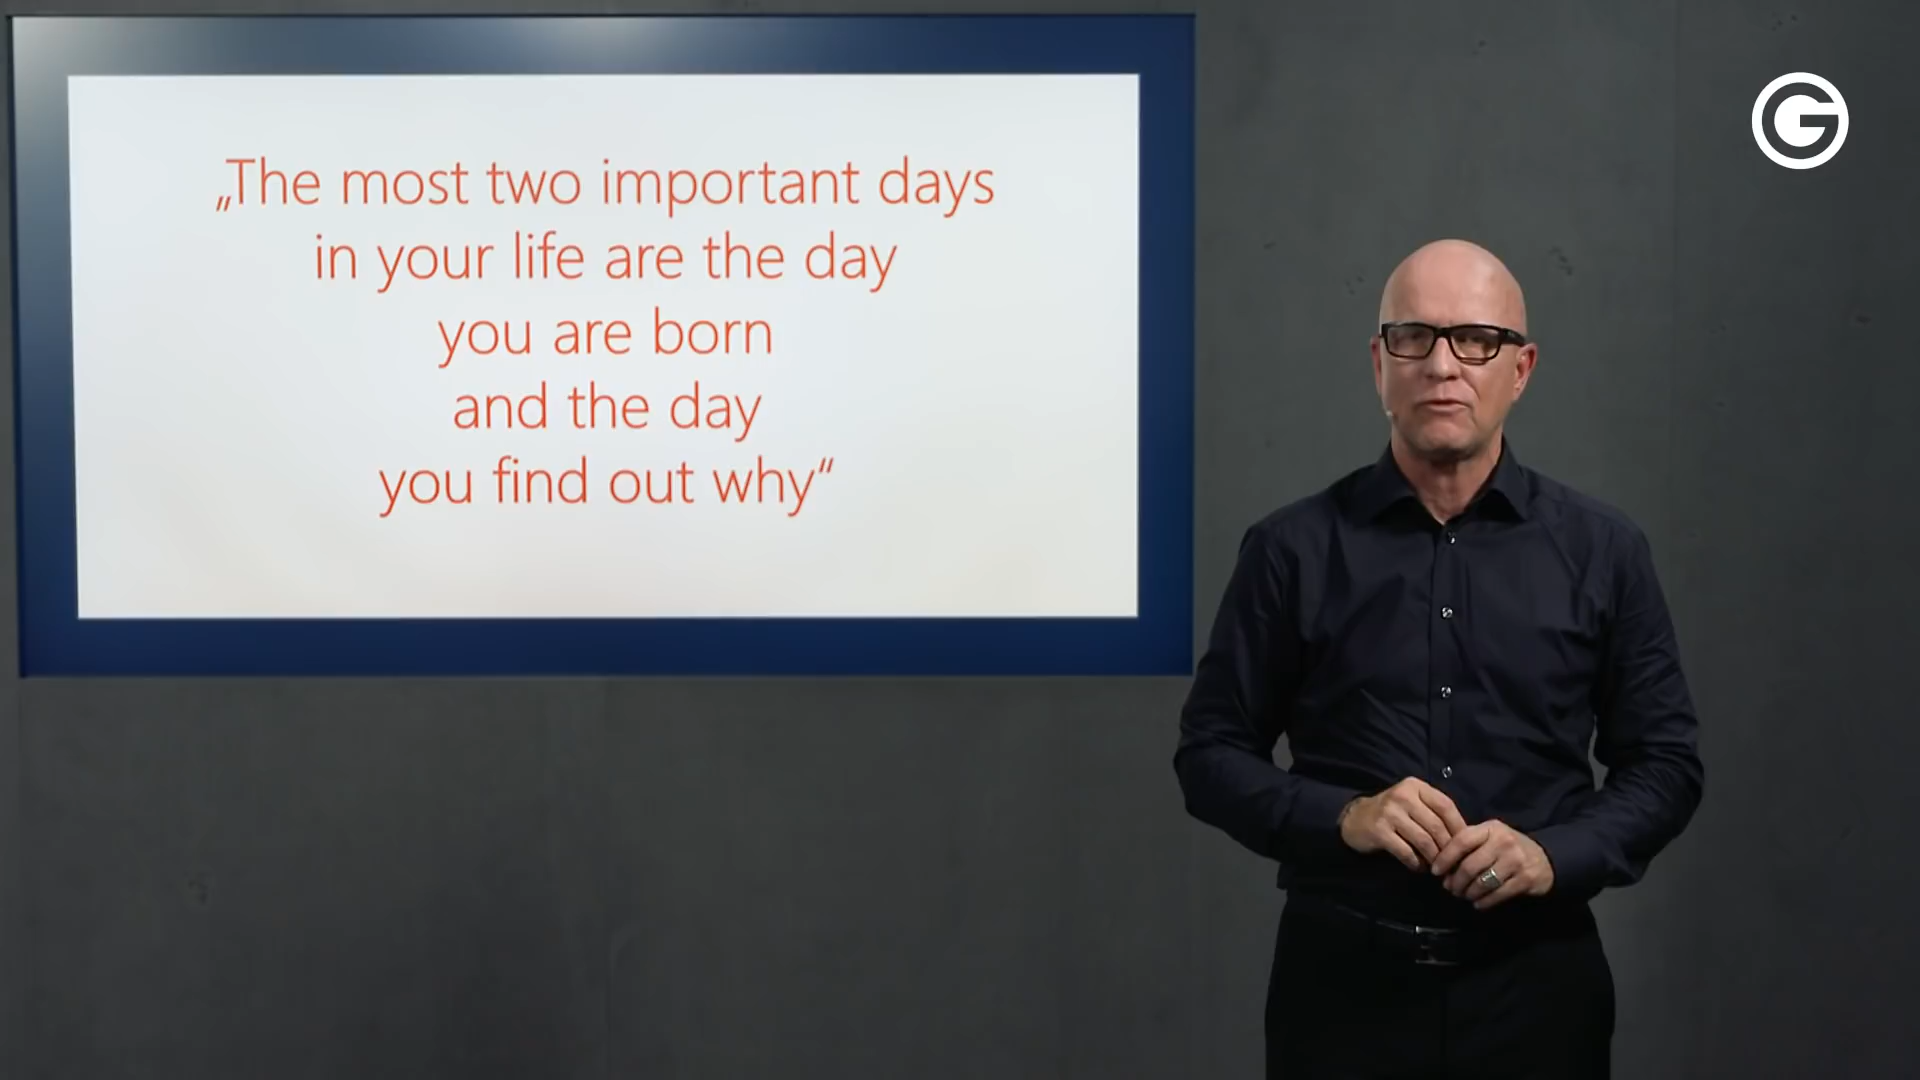 „The most two important days
in your life are the day
you are born
and the day
you find out why“
G